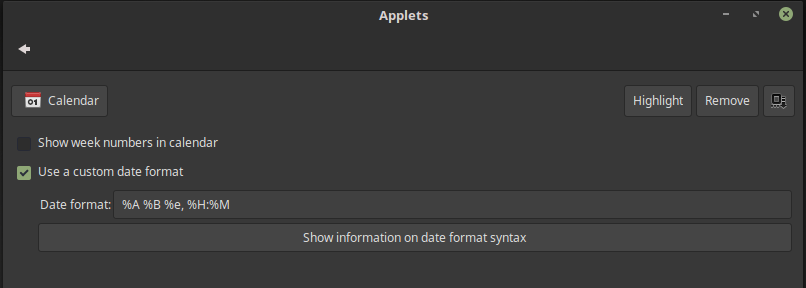 Applets
Calendar Highlight Remove
Show week numbers in calendar
Use a custom date format
Date format: %A %B %e, %H:%M
Show information on date format syntax